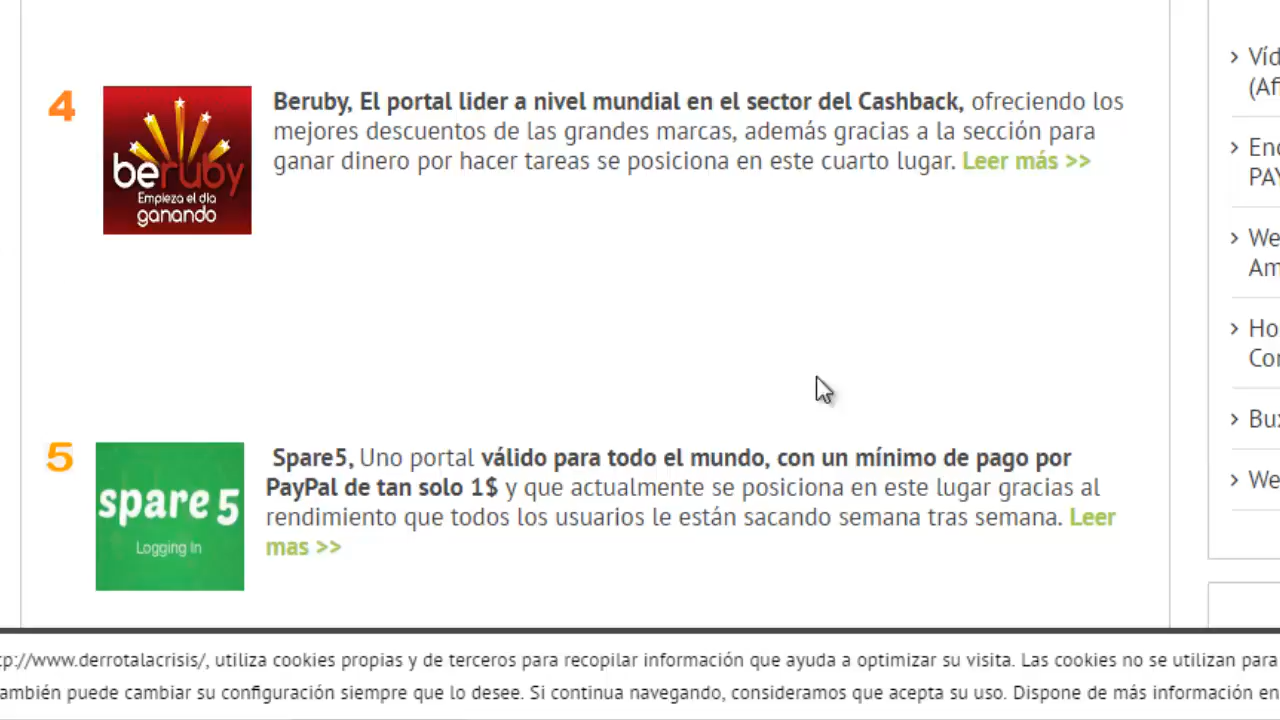 4
beruby
Empieza el día
ganando
Beruby, El portal lider a nivel mundial en el sector del Cashback, ofreciendo los
mejores descuentos de las grandes marcas, además gracias a la sección para
ganar dinero por hacer tareas se posiciona en este cuarto lugar. Leer más >>
5
spare5
Logging In
Spare5, Uno portal válido para todo el mundo, con un mínimo de pago por
PayPal de tan solo 1$ y que actualmente se posiciona en este lugar gracias al
rendimiento que todos los usuarios le están sacando semana tras semana. Leer
mas >>
> Víd
(Af
> Enc
PAY
> We
Am
> Ho
Co
> Bux
> We
tp://www.derrotalacrisis/, utiliza cookies propias y de terceros para recopilar información que ayuda a optimizar su visita. Las cookies no se utilizan para
ambién puede cambiar su configuración siempre que lo desee. Si continua navegando, consideramos que acepta su uso. Dispone de más información en